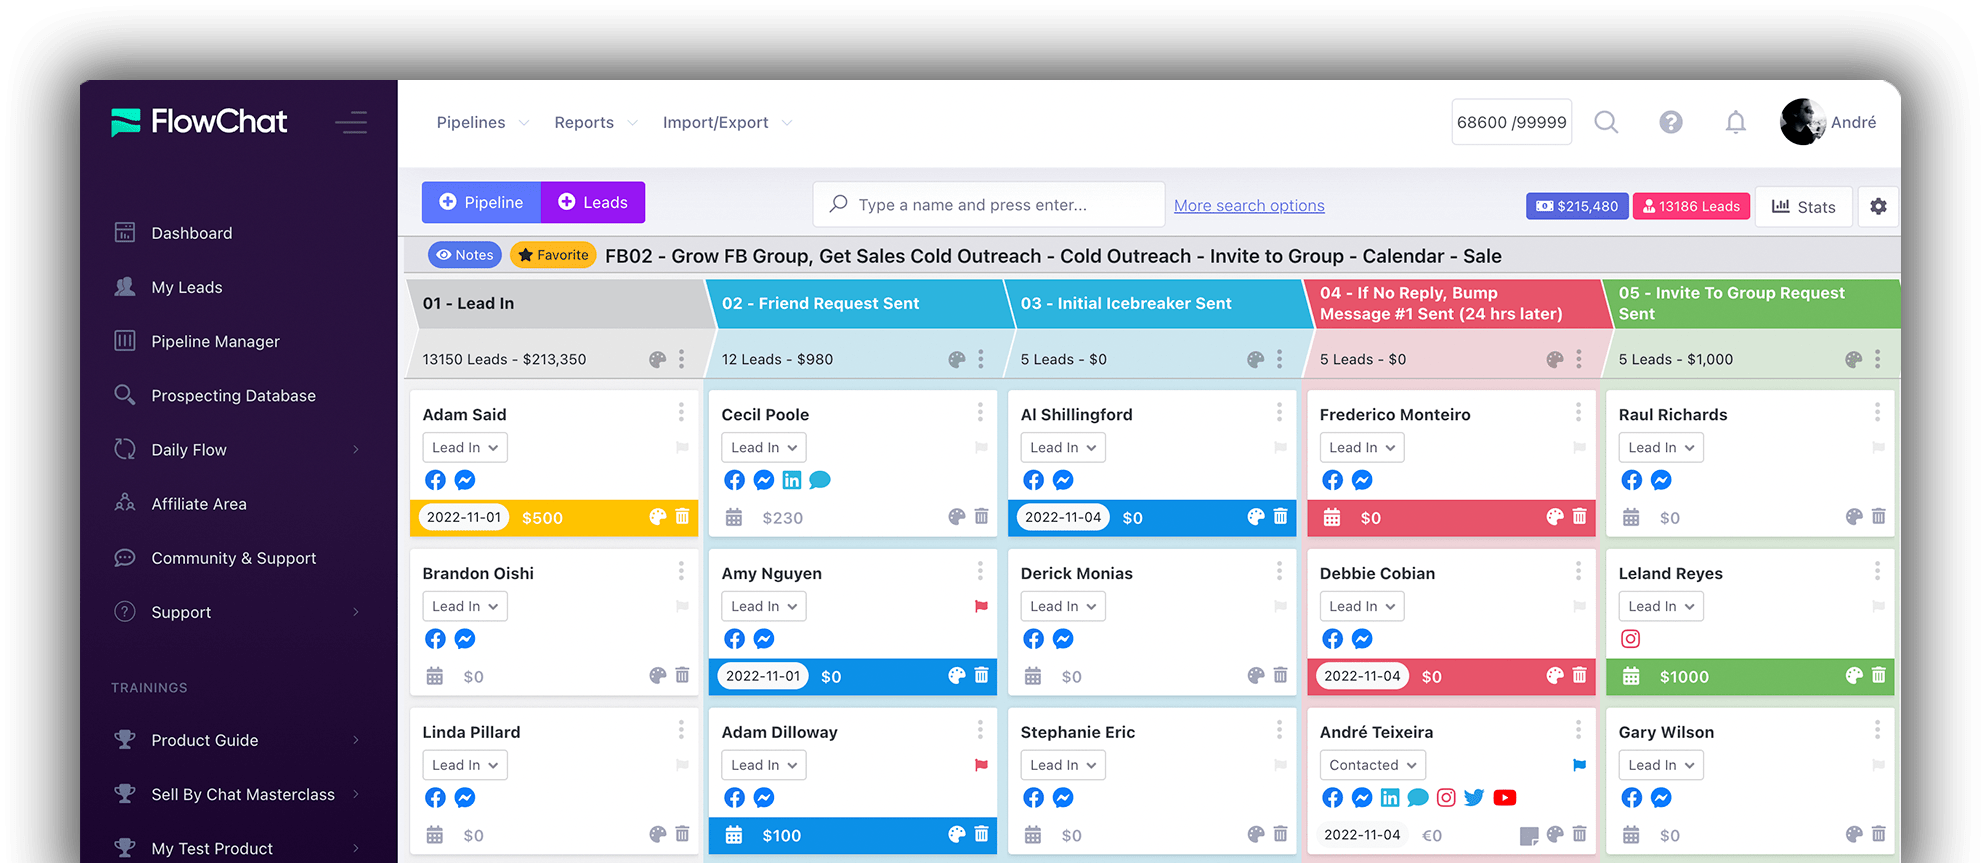 FlowChat
Pipelines Reports Import/Export 68600 /99999 André
Pipeline Leads Type a name and press enter... More search options $215,480 13186 Leads Stats
Notes Favorite FB02 - Grow FB Group, Get Sales Cold Outreach - Cold Outreach - Invite to Group - Calendar - Sale
Dashboard
My Leads
Pipeline Manager
Prospecting Database
Daily Flow
Affiliate Area
Community & Support
Support
TRAININGS
Product Guide
Sell By Chat Masterclass
My Test Product
01 - Lead In
13150 Leads - $213,350
Adam Said
Lead In
2022-11-01 $500
Brandon Oishi
Lead In
$0
Linda Pillard
Lead In
$0
02 - Friend Request Sent
12 Leads - $980
Cecil Poole
Lead In
$230
Amy Nguyen
Lead In
2022-11-01 $0
Adam Dilloway
Lead In
$100
03 - Initial Icebreaker Sent
5 Leads - $0
Al Shillingford
Lead In
2022-11-04 $0
Derick Monias
Lead In
$0
Stephanie Eric
Lead In
$0
04 - If No Reply, Bump
Message #1 Sent (24 hrs later)
5 Leads - $0
Frederico Monteiro
Lead In
$0
Debbie Cobian
Lead In
2022-11-04 $0
André Teixeira
Contacted
2022-11-04 €0
05 - Invite To Group Request
Sent
5 Leads - $1,000
Raul Richards
Lead In
$0
Leland Reyes
Lead In
$1000
Gary Wilson
Lead In
$0